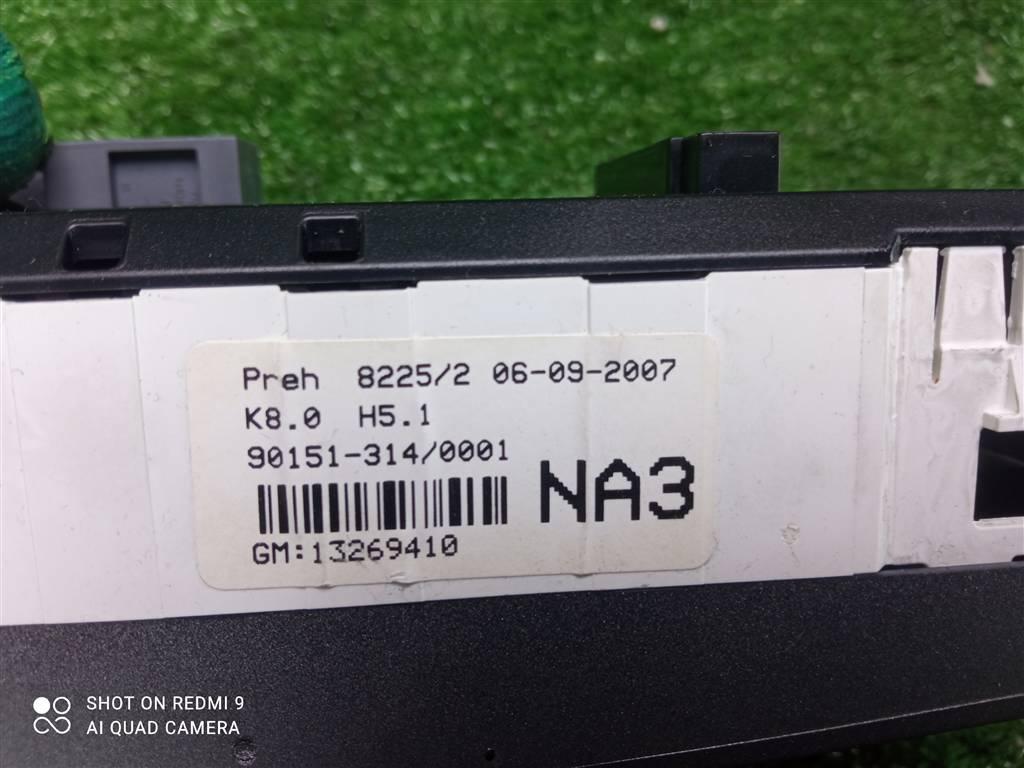 Preh 8225/2 06-09-2007
K8.0 H5.1
90151-314/0001
NA3
GM:13269410
SHOT ON REDMI 9
AI QUAD CAMERA